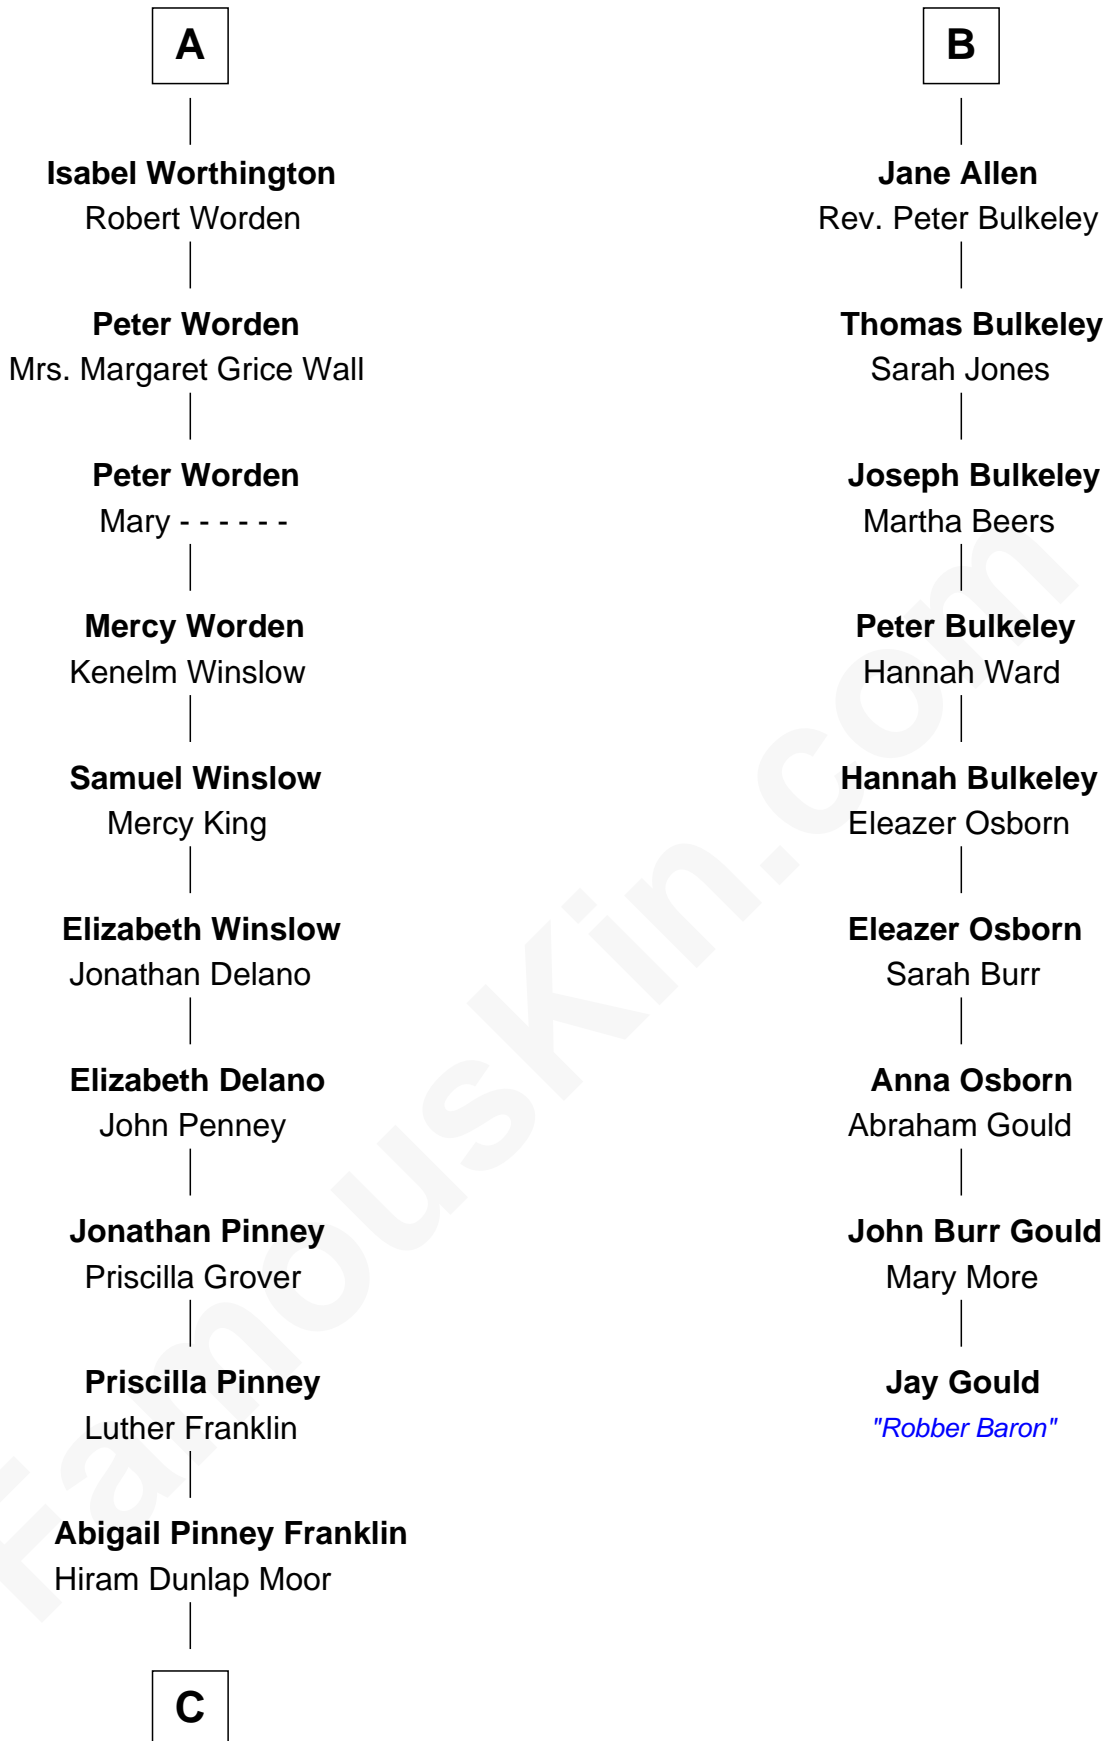 A
Isabel Worthington
Robert Worden
Peter Worden
Mrs. Margaret Grice Wall
Peter Worden
Mary - - - - - -
Mercy Worden
Kenelm Winslow
Samuel Winslow
Mercy King
Elizabeth Winslow
Jonathan Delano
Elizabeth Delano
John Penney
Jonathan Pinney
Priscilla Grover
Priscilla Pinney
Luther Franklin
Abigail Pinney Franklin
Hiram Dunlap Moor
C
B
Jane Allen
Rev. Peter Bulkeley
Thomas Bulkeley
Sarah Jones
Joseph Bulkeley
Martha Beers
Peter Bulkeley
Hannah Ward
Hannah Bulkeley
Eleazer Osborn
Eleazer Osborn
Sarah Burr
Anna Osborn
Abraham Gould
John Burr Gould
Mary More
Jay Gould
"Robber Baron"
FamousKin.com